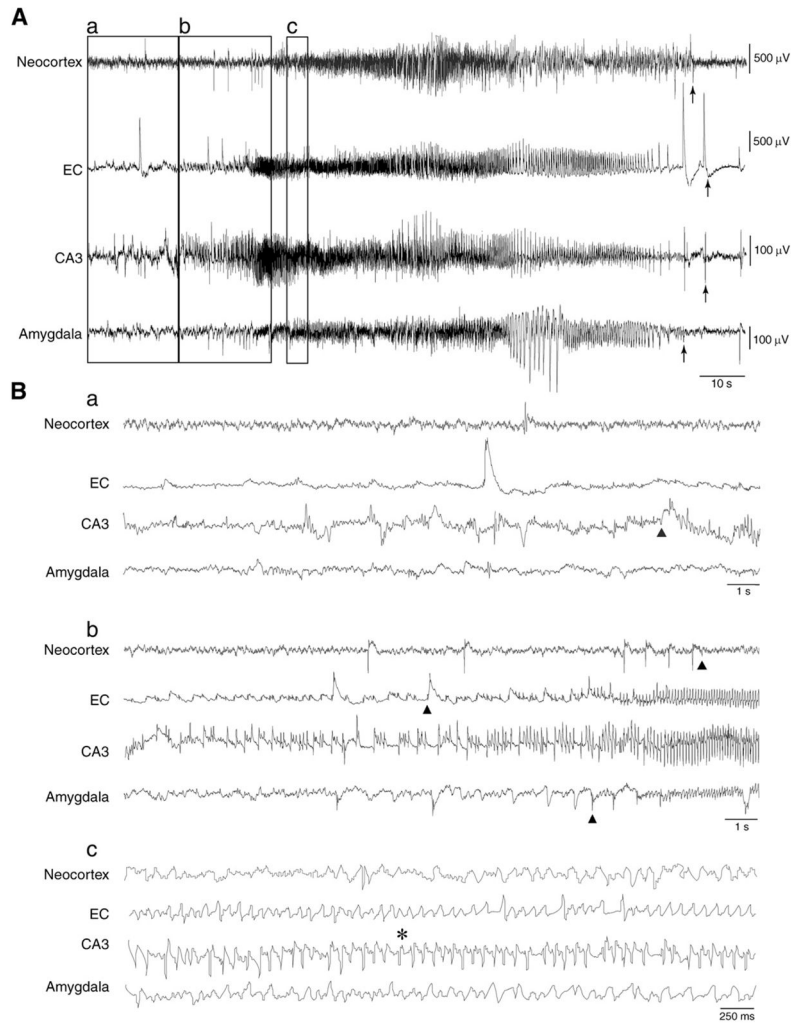 A
a b c
Neocortex
500 µV
500 µV
EC
CA3
100 µV
Amygdala
100 µV
10 s
B
a
Neocortex
EC
CA3
Amygdala
1 s
b
Neocortex
EC
CA3
Amygdala
1 s
c
Neocortex
EC
*
CA3
Amygdala
250 ms